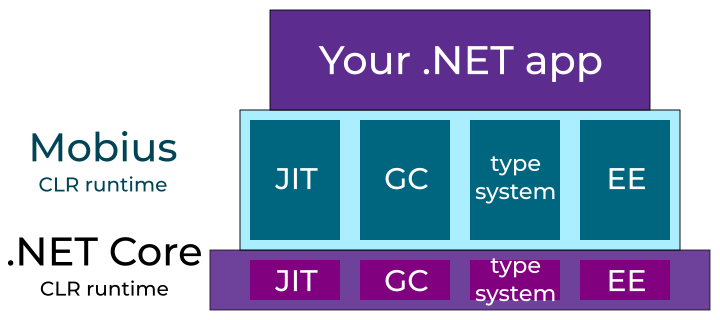 Your .NET app
Mobius
CLR runtime
JIT
GC
type
system
EE
.NET Core
CLR runtime
JIT
GC
type
system
EE